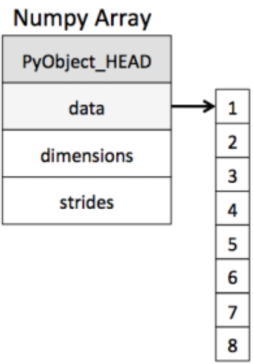 Numpy Array
PyObject_HEAD
data
dimensions
strides
1
2
3
4
5
6
7
8